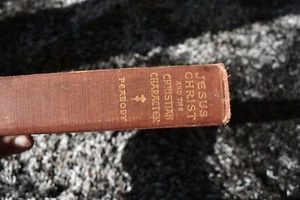 JESUS
CHRIST
AND THE
CHRISTIAN
CHARACTER
PEABODY